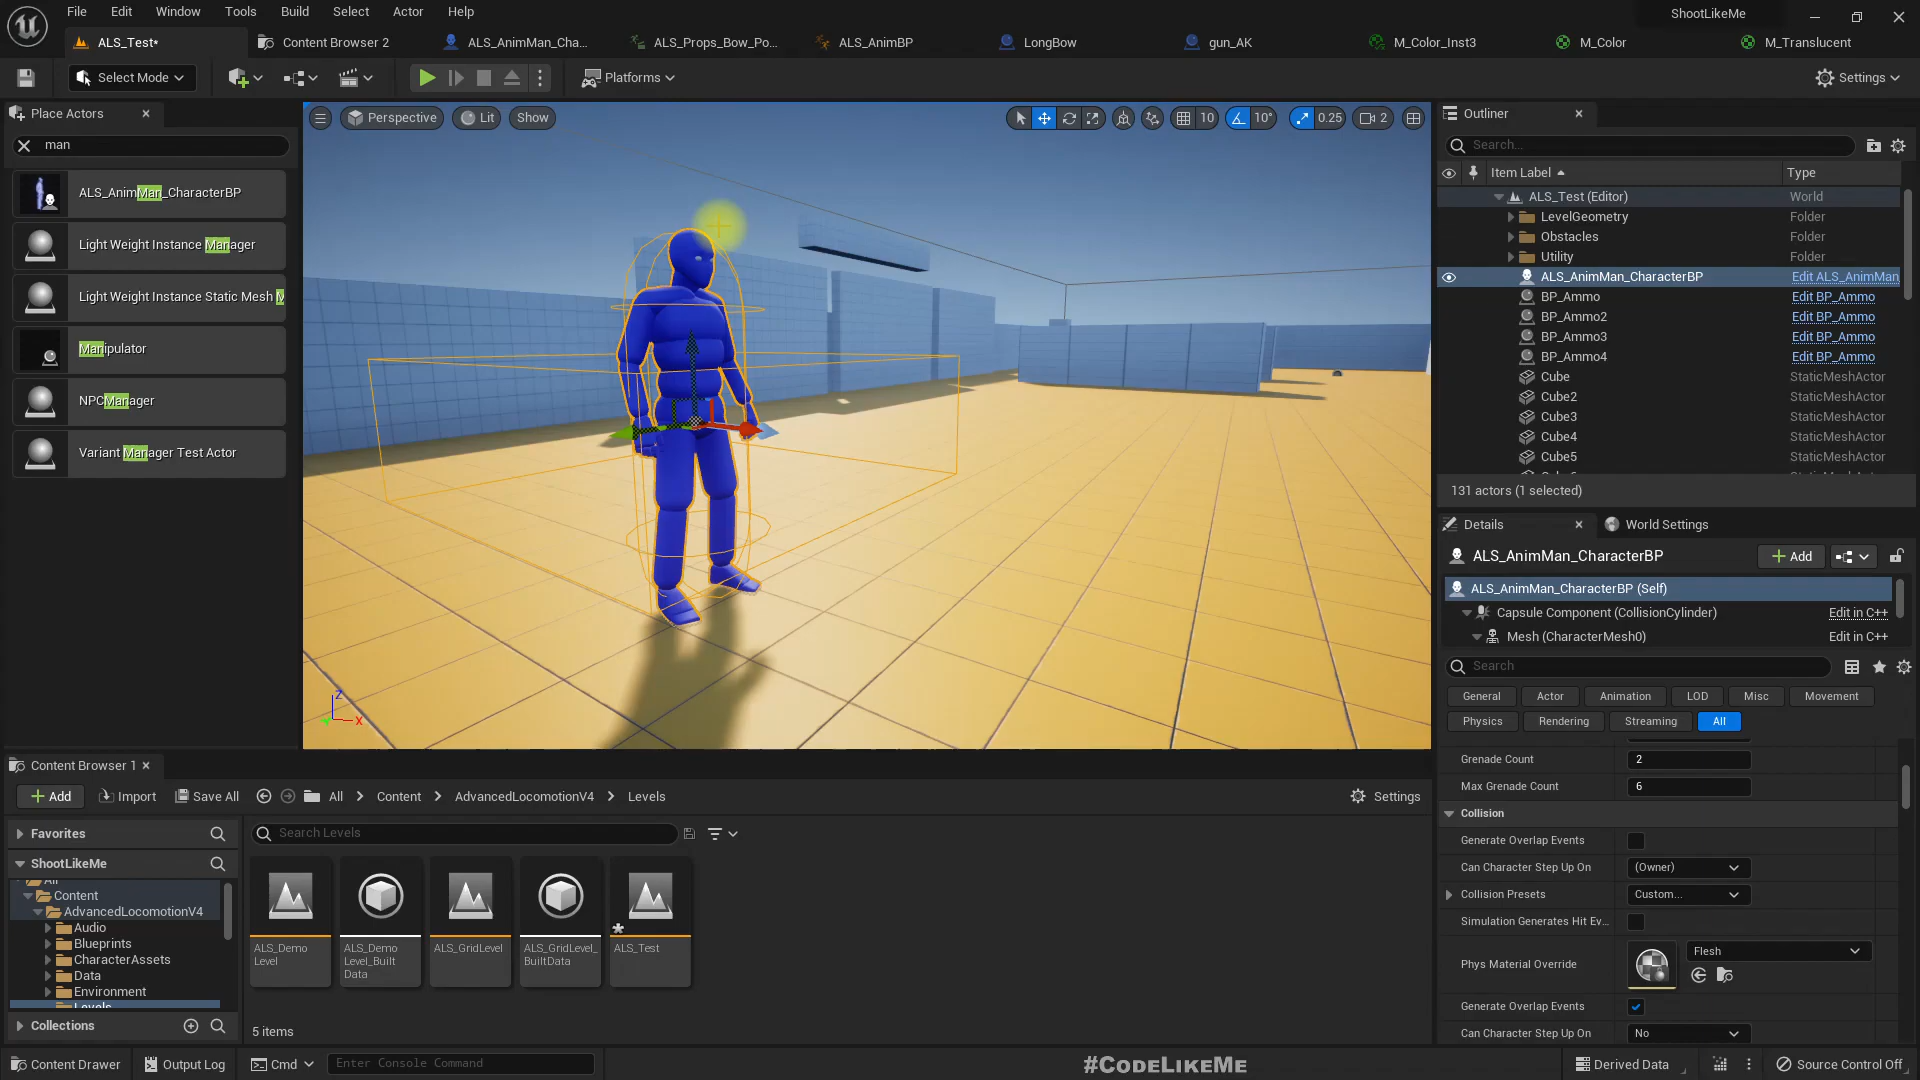 File Edit Window Tools Build Select Actor Help
ShootLikeMe
ALS_Test*
Content Browser 2
ALS_AnimMan_Cha...
ALS_Props_Bow_Po...
ALS_AnimBP
LongBow
gun_AK
M_Color_Inst3
M_Color
M_Translucent
Select Mode
Platforms
Settings
Place Actors
man
ALS_AnimMan_CharacterBP
Light Weight Instance Manager
Light Weight Instance Static Mesh M
Manipulator
NPCManager
Variant Manager Test Actor
Perspective
Lit
Show
10
10°
0.25
2
Z
X
Outliner
Search...
Item Label
Type
ALS_Test (Editor) World
LevelGeometry Folder
Obstacles Folder
Utility Folder
ALS_AnimMan_CharacterBP Edit ALS_AnimMan
BP_Ammo Edit BP_Ammo
BP_Ammo2 Edit BP_Ammo
BP_Ammo3 Edit BP_Ammo
BP_Ammo4 Edit BP_Ammo
Cube StaticMeshActor
Cube2 StaticMeshActor
Cube3 StaticMeshActor
Cube4 StaticMeshActor
Cube5 StaticMeshActor
131 actors (1 selected)
Details
World Settings
ALS_AnimMan_CharacterBP
Add
ALS_AnimMan_CharacterBP (Self)
Capsule Component (CollisionCylinder) Edit in C++
Mesh (CharacterMesh0) Edit in C++
Search
General Actor Animation LOD Misc Movement
Physics Rendering Streaming All
Grenade Count 2
Max Grenade Count 6
Collision
Generate Overlap Events
Can Character Step Up On (Owner)
Collision Presets Custom...
Simulation Generates Hit Ev...
Phys Material Override Flesh
Generate Overlap Events
Can Character Step Up On No
Content Browser 1
Add Import Save All All Content AdvancedLocomotionV4 Levels Settings
Favorites
ShootLikeMe
All
Content
AdvancedLocomotionV4
Audio
Blueprints
CharacterAssets
Data
Environment
Levels
Collections
Search Levels
ALS_Demo
Level
ALS_Demo
Level_Built
Data
ALS_GridLevel
ALS_GridLevel_
BuiltData
ALS_Test
5 items
Content Drawer
Output Log
Cmd
Enter Console Command
#CodeLikeMe
Derived Data
Source Control Off